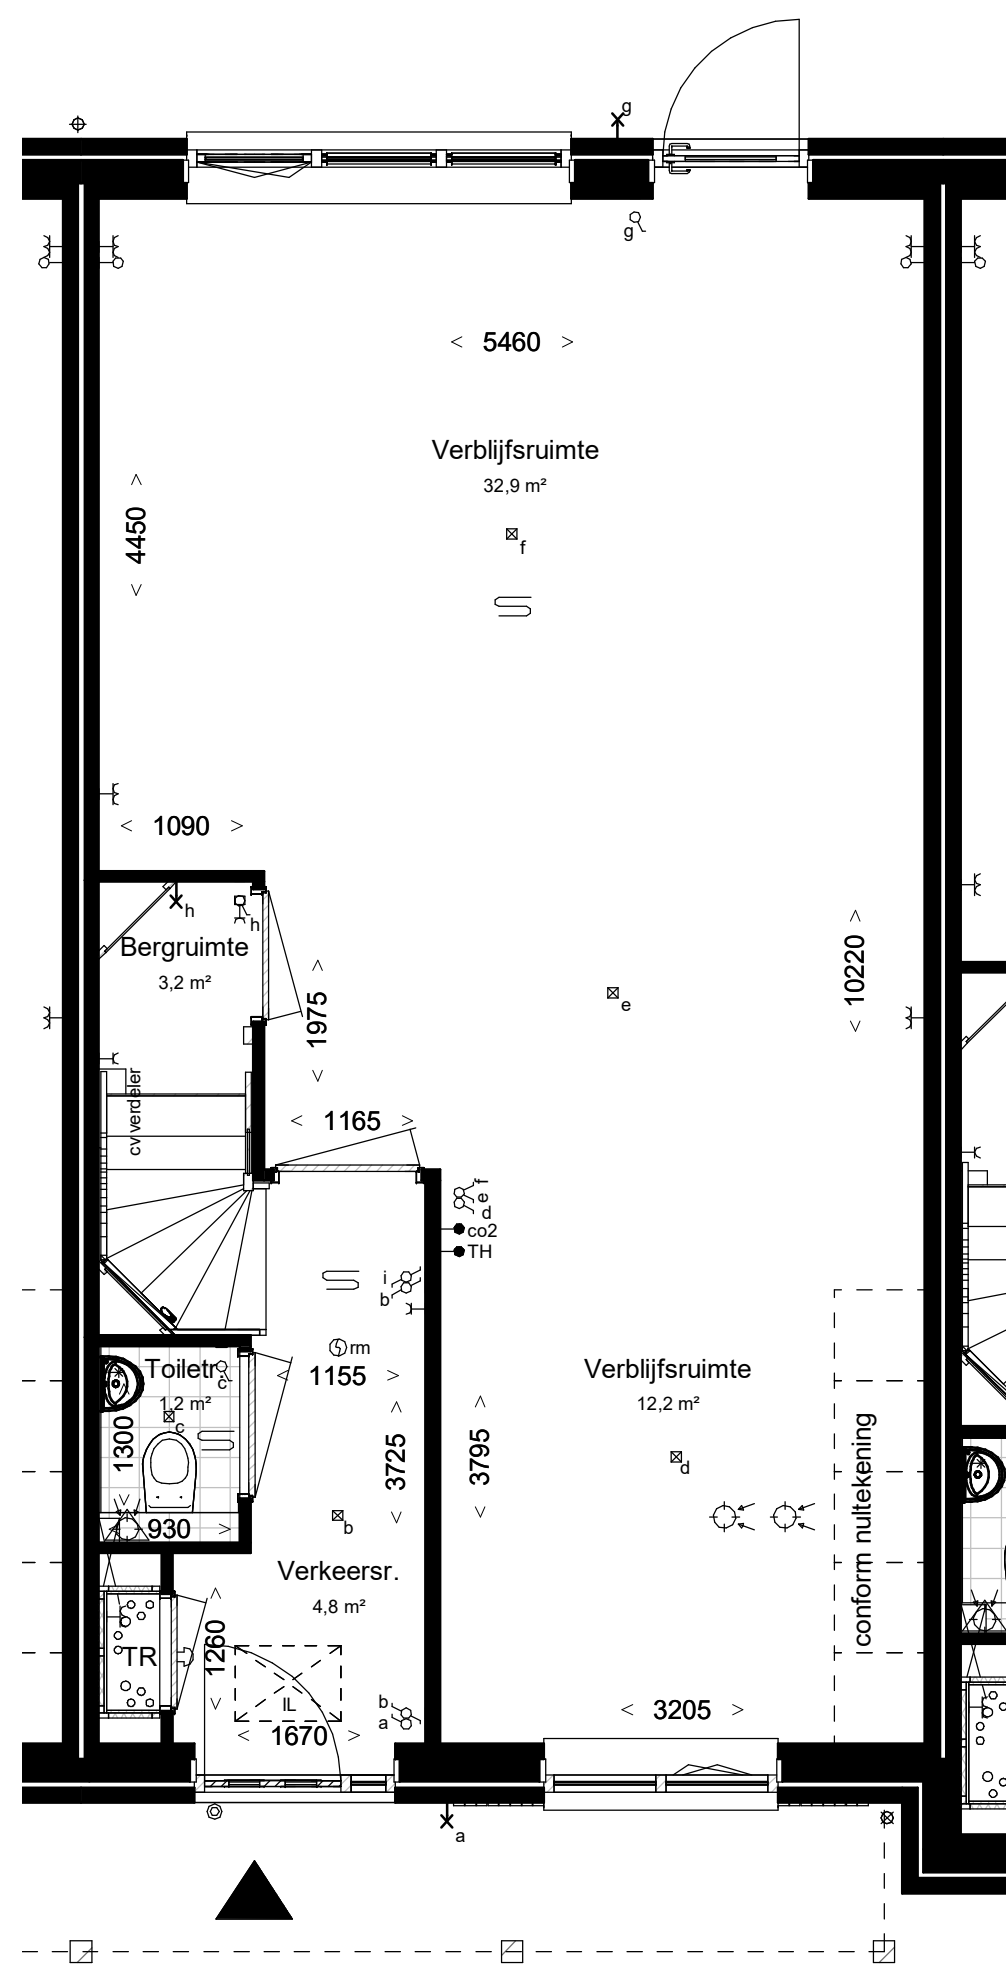 g
g
< 5460 >
Verblijfsruimte
32,9 m²
f
< 4450 >
< 1090 >
h
h
Bergruimte
3,2 m²
< 10220 >
e
< 1975 >
cv verdeler
< 1165 >
f
e
d
co2
TH
i
b
rm
Toiletr.
c
1,2 m²
c
< 1155 >
Verblijfsruimte
12,2 m²
< 1300
< 3725 >
< 3795 >
conform nultekening
d
b
< 930 >
Verkeersr.
4,8 m²
TR
< 1260 >
IL
b
a
< 1670 >
< 3205 >
a